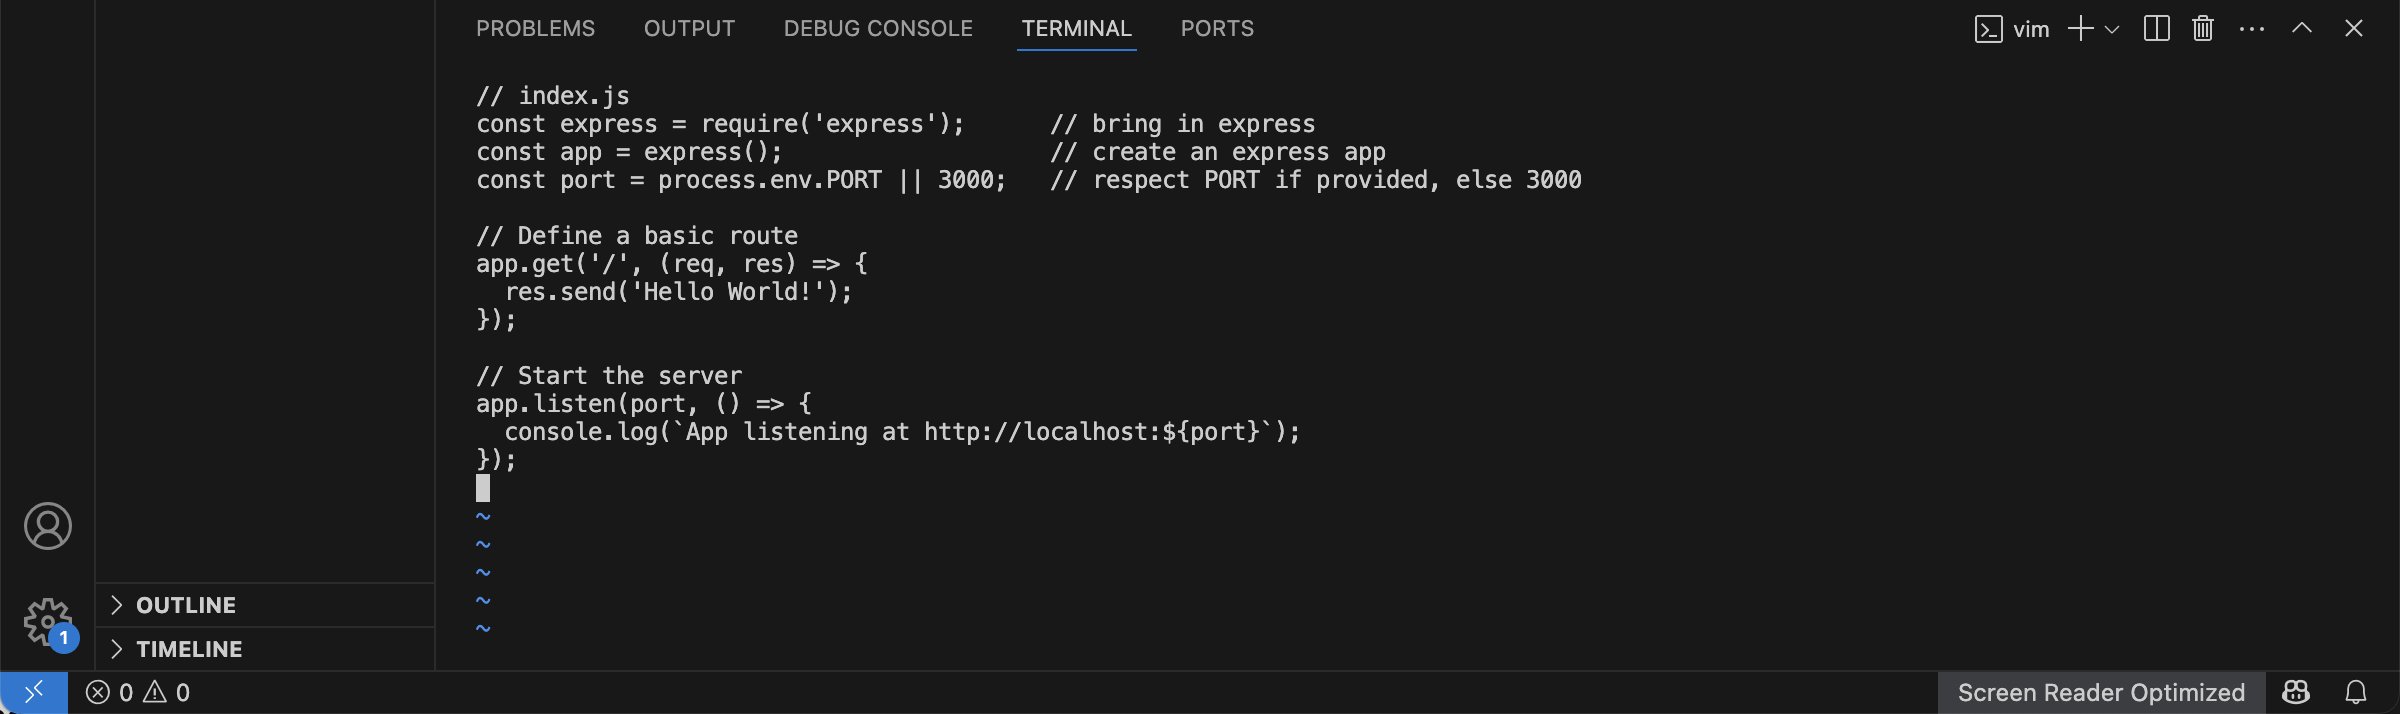 PROBLEMS OUTPUT DEBUG CONSOLE TERMINAL PORTS vim
// index.js
const express = require('express');      // bring in express
const app = express();                   // create an express app
const port = process.env.PORT || 3000;   // respect PORT if provided, else 3000

// Define a basic route
app.get('/', (req, res) => {
  res.send('Hello World!');
});

// Start the server
app.listen(port, () => {
  console.log(`App listening at http://localhost:${port}`);
});
~
~
~
~
~
OUTLINE
1
TIMELINE
0 0 Screen Reader Optimized